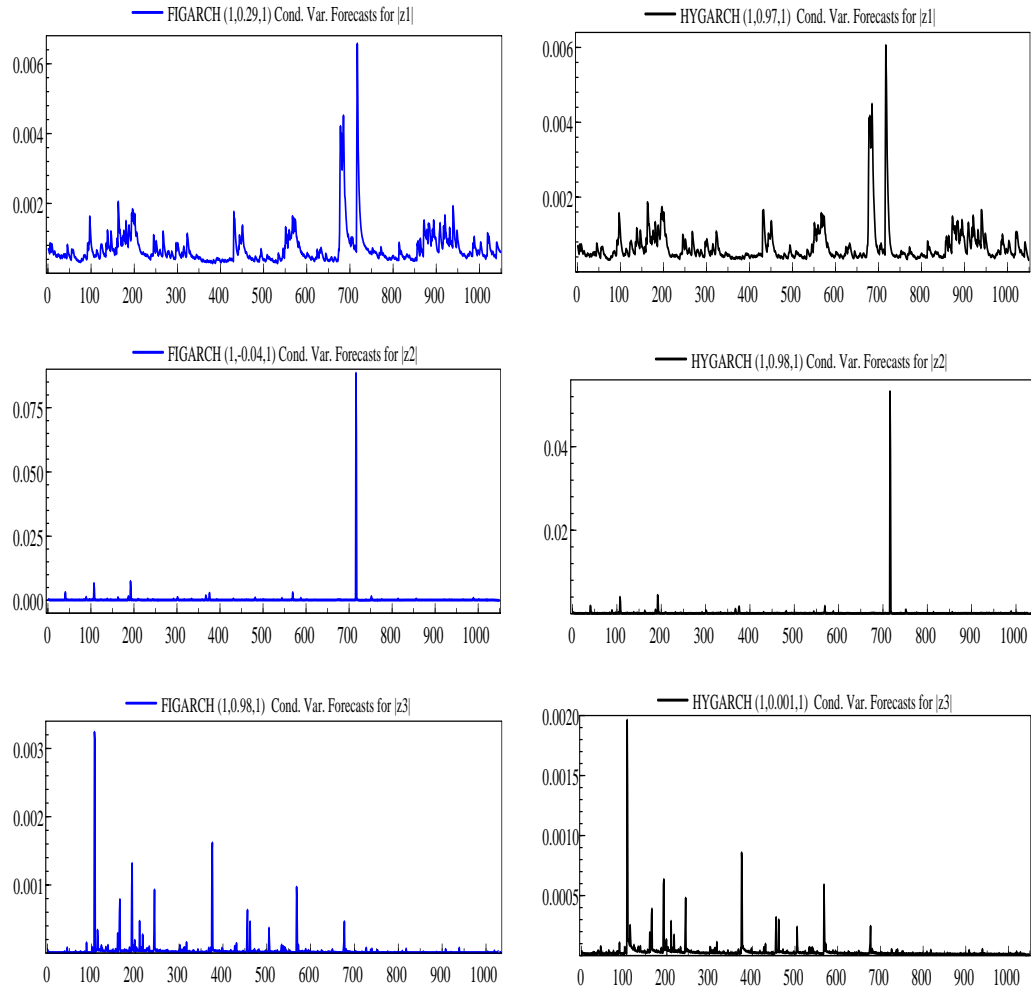 FIGARCH (1,0.29,1) Cond. Var. Forecasts for |z1|
0.006
0.004
0.002
0 100 200 300 400 500 600 700 800 900 1000
HYGARCH (1,0.97,1) Cond. Var. Forecasts for |z1|
0.006
0.004
0.002
0 100 200 300 400 500 600 700 800 900 1000
FIGARCH (1,-0.04,1) Cond. Var. Forecasts for |z2|
0.075
0.050
0.025
0.000
0 100 200 300 400 500 600 700 800 900 1000
HYGARCH (1,0.98,1) Cond. Var. Forecasts for |z2|
0.04
0.02
0 100 200 300 400 500 600 700 800 900 1000
FIGARCH (1,0.98,1) Cond. Var. Forecasts for |z3|
0.003
0.002
0.001
0 100 200 300 400 500 600 700 800 900 1000
HYGARCH (1,0.001,1) Cond. Var. Forecasts for |z3|
0.0020
0.0015
0.0010
0.0005
0 100 200 300 400 500 600 700 800 900 1000